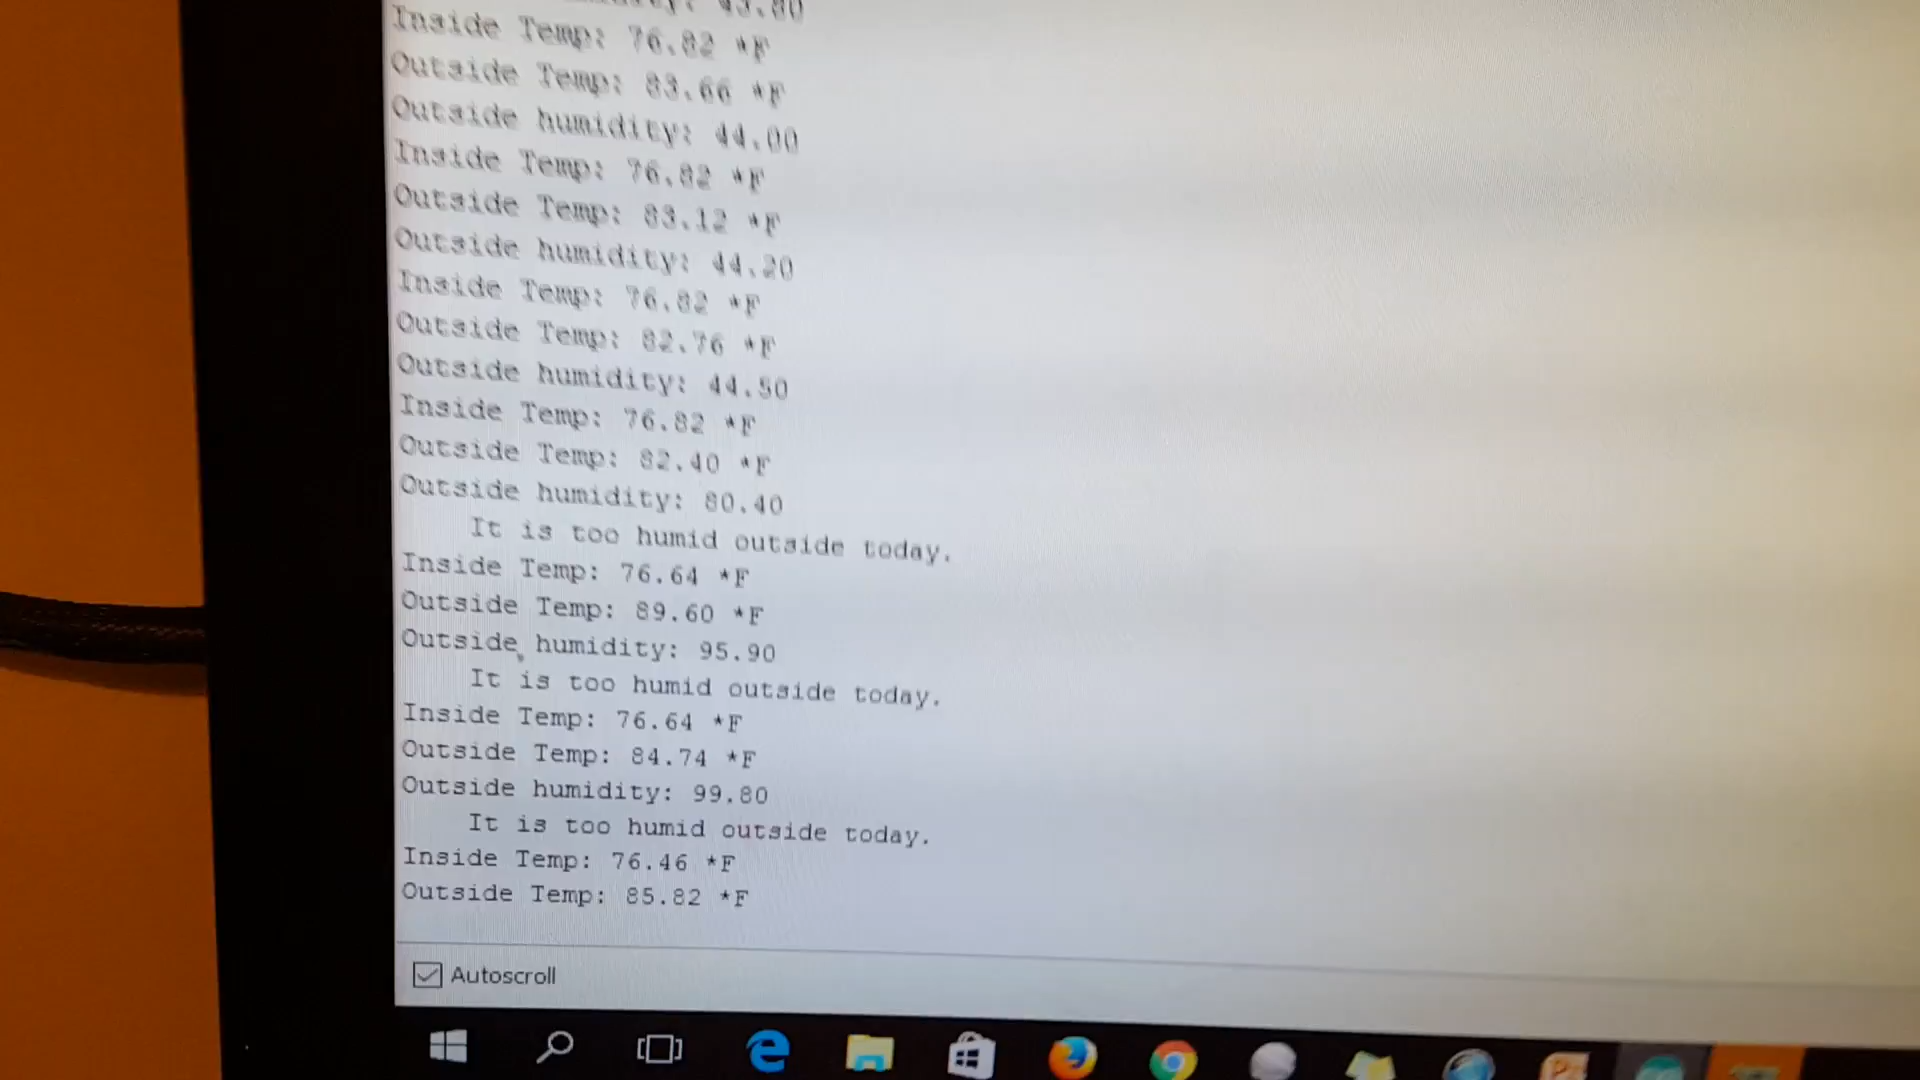 43.80
Inside Temp: 76.82 *F
Outside Temp: 83.66 *F
Outside humidity: 44.00
Inside Temp: 76.82 *F
Outside Temp: 83.12 *F
Outside humidity: 44.20
Inside Temp: 76.82 *F
Outside Temp: 82.76 *F
Outside humidity: 44.50
Inside Temp: 76.82 *F
Outside Temp: 82.40 *F
Outside humidity: 80.40
It is too humid outside today.
Inside Temp: 76.64 *F
Outside Temp: 89.60 *F
Outside humidity: 95.90
It is too humid outside today.
Inside Temp: 76.64 *F
Outside Temp: 84.74 *F
Outside humidity: 99.80
It is too humid outside today.
Inside Temp: 76.46 *F
Outside Temp: 85.82 *F
Autoscroll